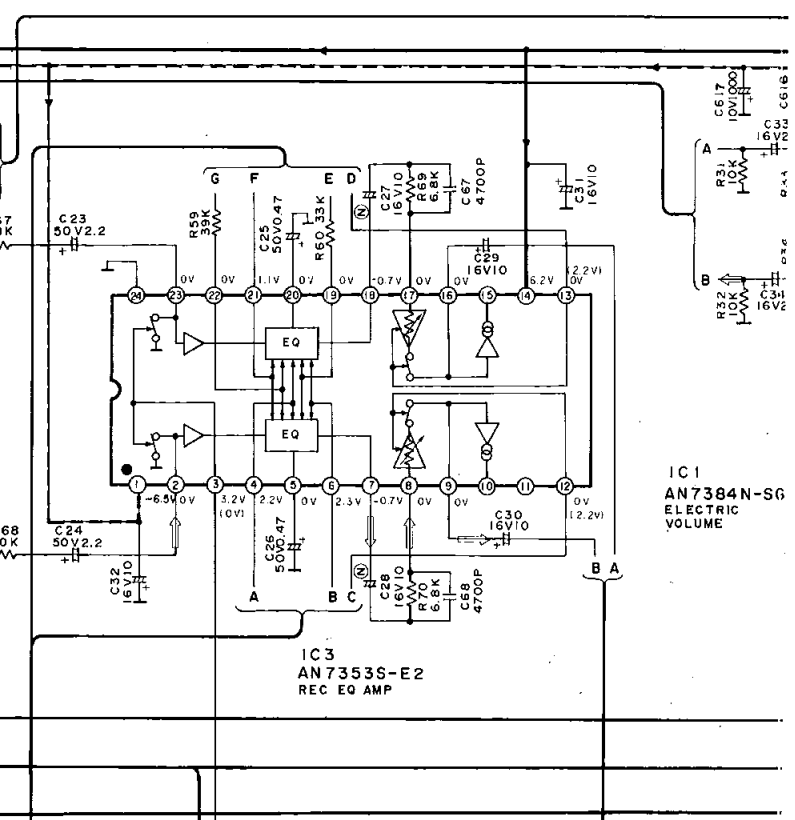 C617
10V1000
C616
C33
16V2
A
R31
10K
B
R32
10K
C34
16V2
G F E D
R59
39K
C25
50V0.47
R60 33K
C27
16V10
R69
6.8K
C67
4700P
C31
16V10
N
C23
50V2.2
C29
16V10
0V 0V 1.1V 0V 0V -0.7V 0V 0V 6.2V (2.2V)
0V
24 23 22 21 20 19 18 17 16 15 14 13
EQ
EQ
1 2 3 4 5 6 7 8 9 10 11 12
-6.5V 0V 3.2V 2.2V 0V 2.3V -0.7V 0V 0V 0V
(0V) (2.2V)
IC1
AN7384N-SG
ELECTRIC
VOLUME
68
0K
C24
50V2.2
C32
16V10
C26
50V0.47
N
C28
16V10
R70
6.8K
C68
4700P
C30
16V10
B A
A B C
IC3
AN7353S-E2
REC EQ AMP